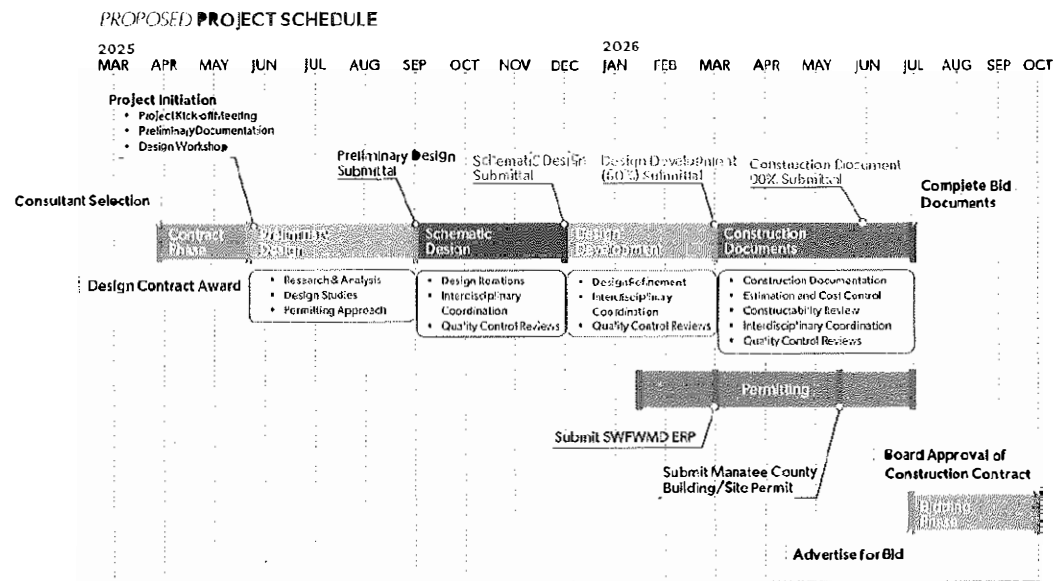 PROPOSED PROJECT SCHEDULE
2025 2026
MAR APR MAY JUN JUL AUG SEP OCT NOV DEC JAN FEB MAR APR MAY JUN JUL AUG SEP OCT
Project Initiation
• Project Kick-off Meeting
• Preliminary Documentation
• Design Workshop
Preliminary Design
Submittal
Schematic Design
Submittal
Design Development
(60%) Submittal
Construction Document
90% Submittal
Complete Bid
Documents
Consultant Selection
Contract
Phase
Preliminary
Design
Schematic
Design
Design
Development
Construction
Documents
Design Contract Award
• Research & Analysis
• Design Studies
• Permitting Approach
• Design Iterations
• Interdisciplinary
Coordination
• Quality Control Reviews
• Design Refinement
• Interdisciplinary
Coordination
• Quality Control Reviews
• Construction Documentation
• Estimation and Cost Control
• Constructability Review
• Interdisciplinary Coordination
• Quality Control Reviews
Permitting
Submit SWFWMD ERP
Submit Manatee County
Building/Site Permit
Board Approval of
Construction Contract
Bidding
Phase
Advertise for Bid